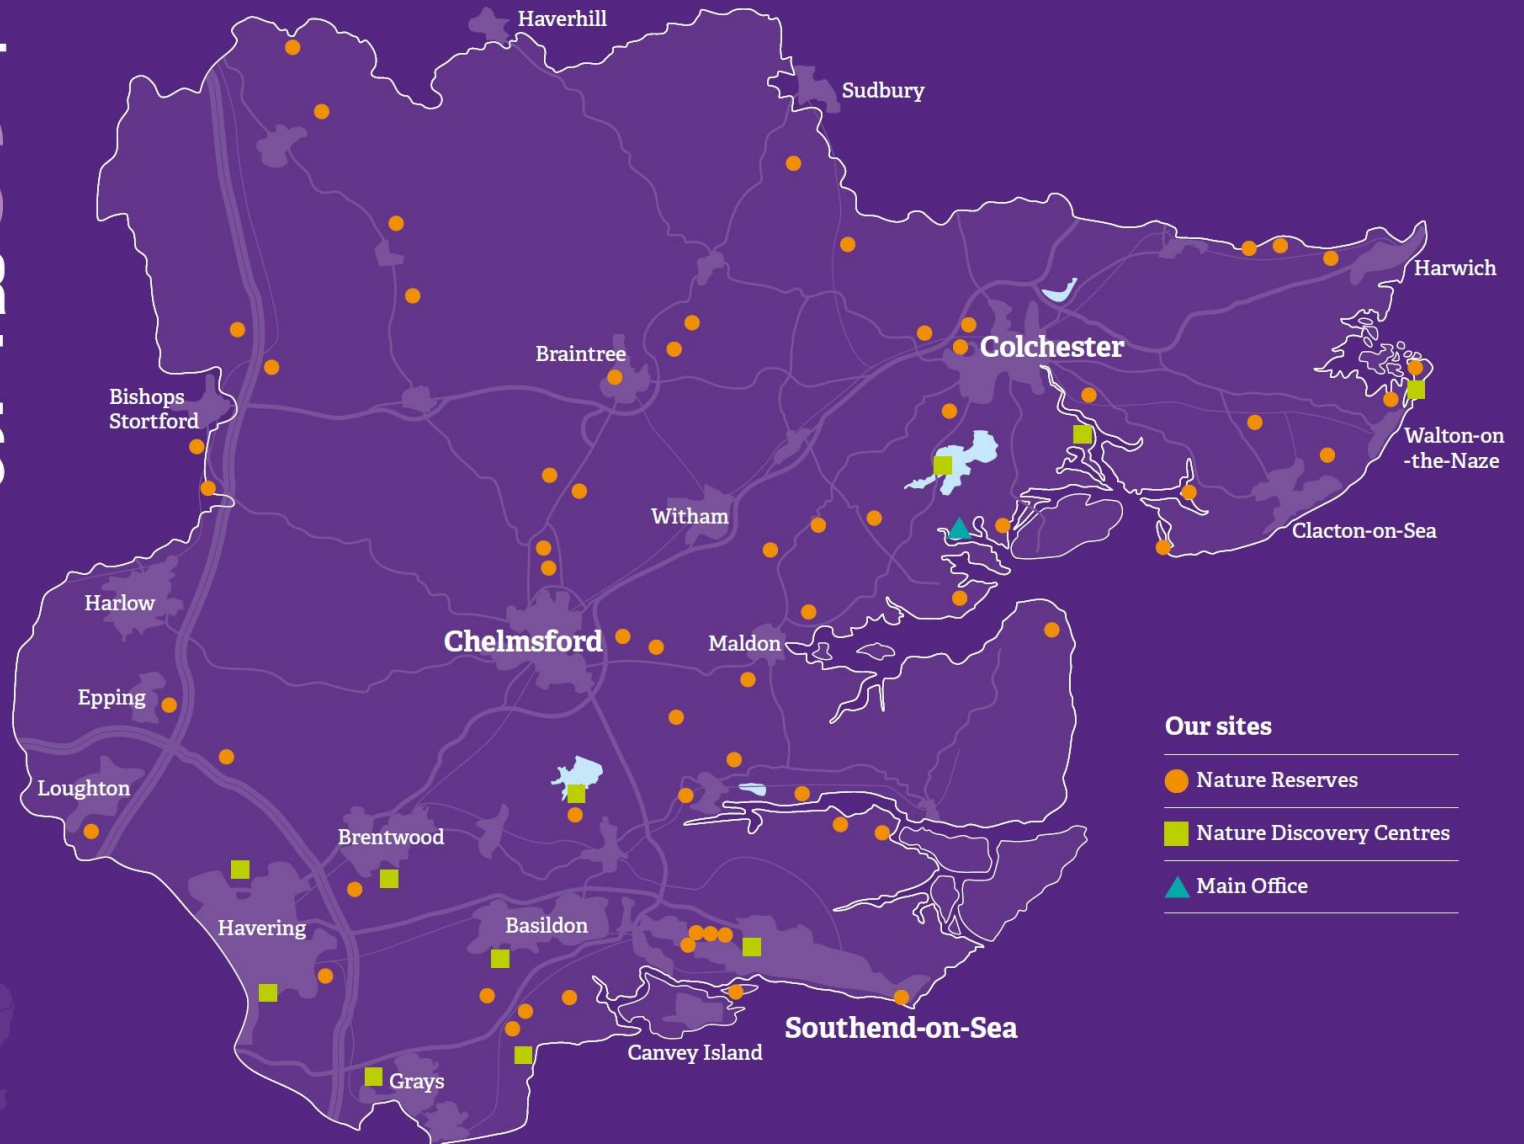 Haverhill
Sudbury
Harwich
Braintree
Colchester
Bishops
Stortford
Walton-on
-the-Naze
Witham
Clacton-on-Sea
Harlow
Chelmsford
Maldon
Epping
Our sites
Loughton
Nature Reserves
Brentwood
Nature Discovery Centres
Main Office
Havering
Basildon
Southend-on-Sea
Canvey Island
Grays